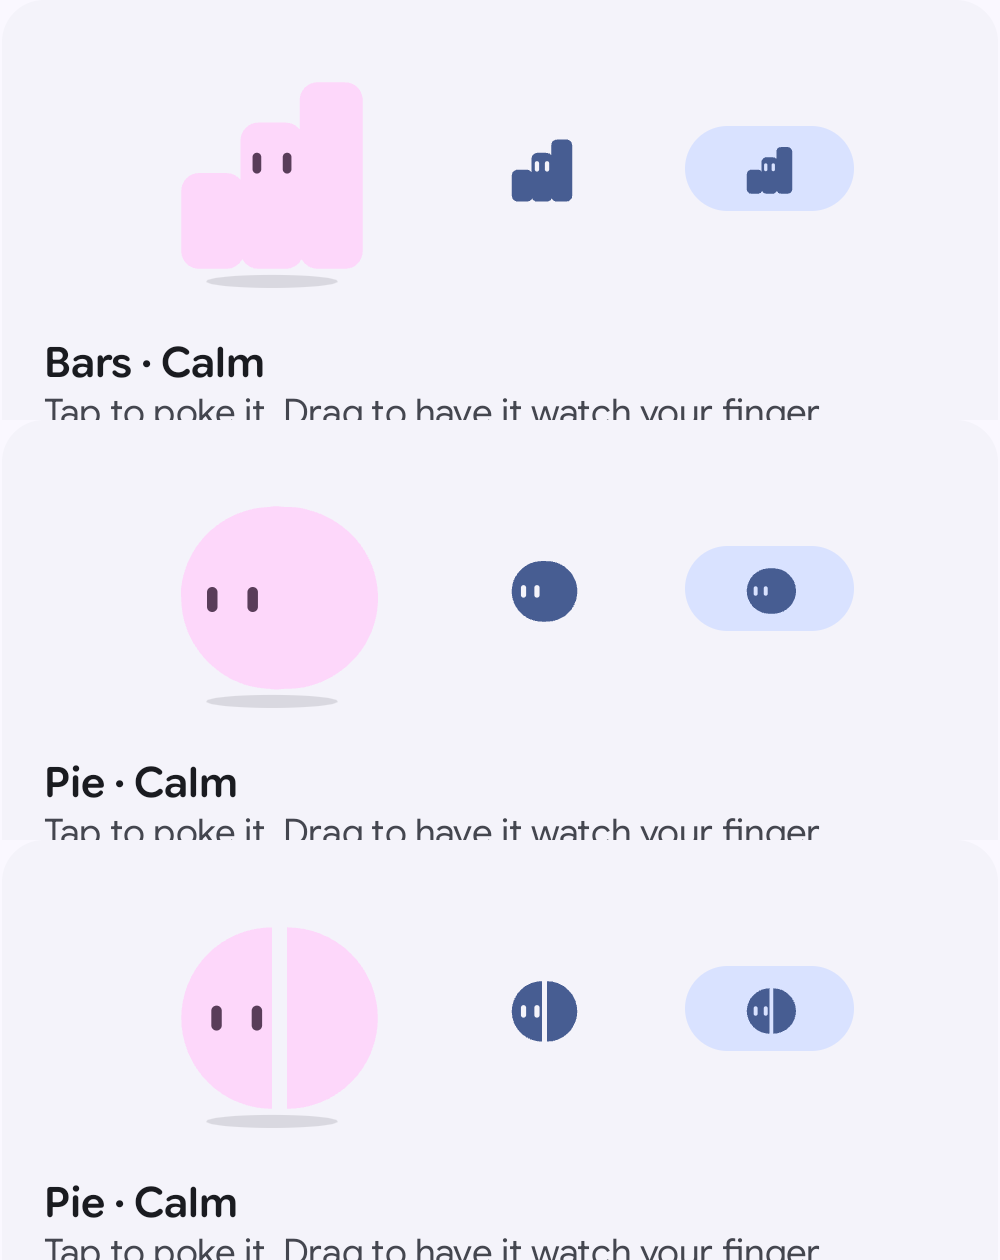 Bars · Calm
Tap to poke it. Drag to have it watch your finger.
Pie · Calm
Tap to poke it. Drag to have it watch your finger.
Pie · Calm
Tap to poke it. Drag to have it watch your finger.